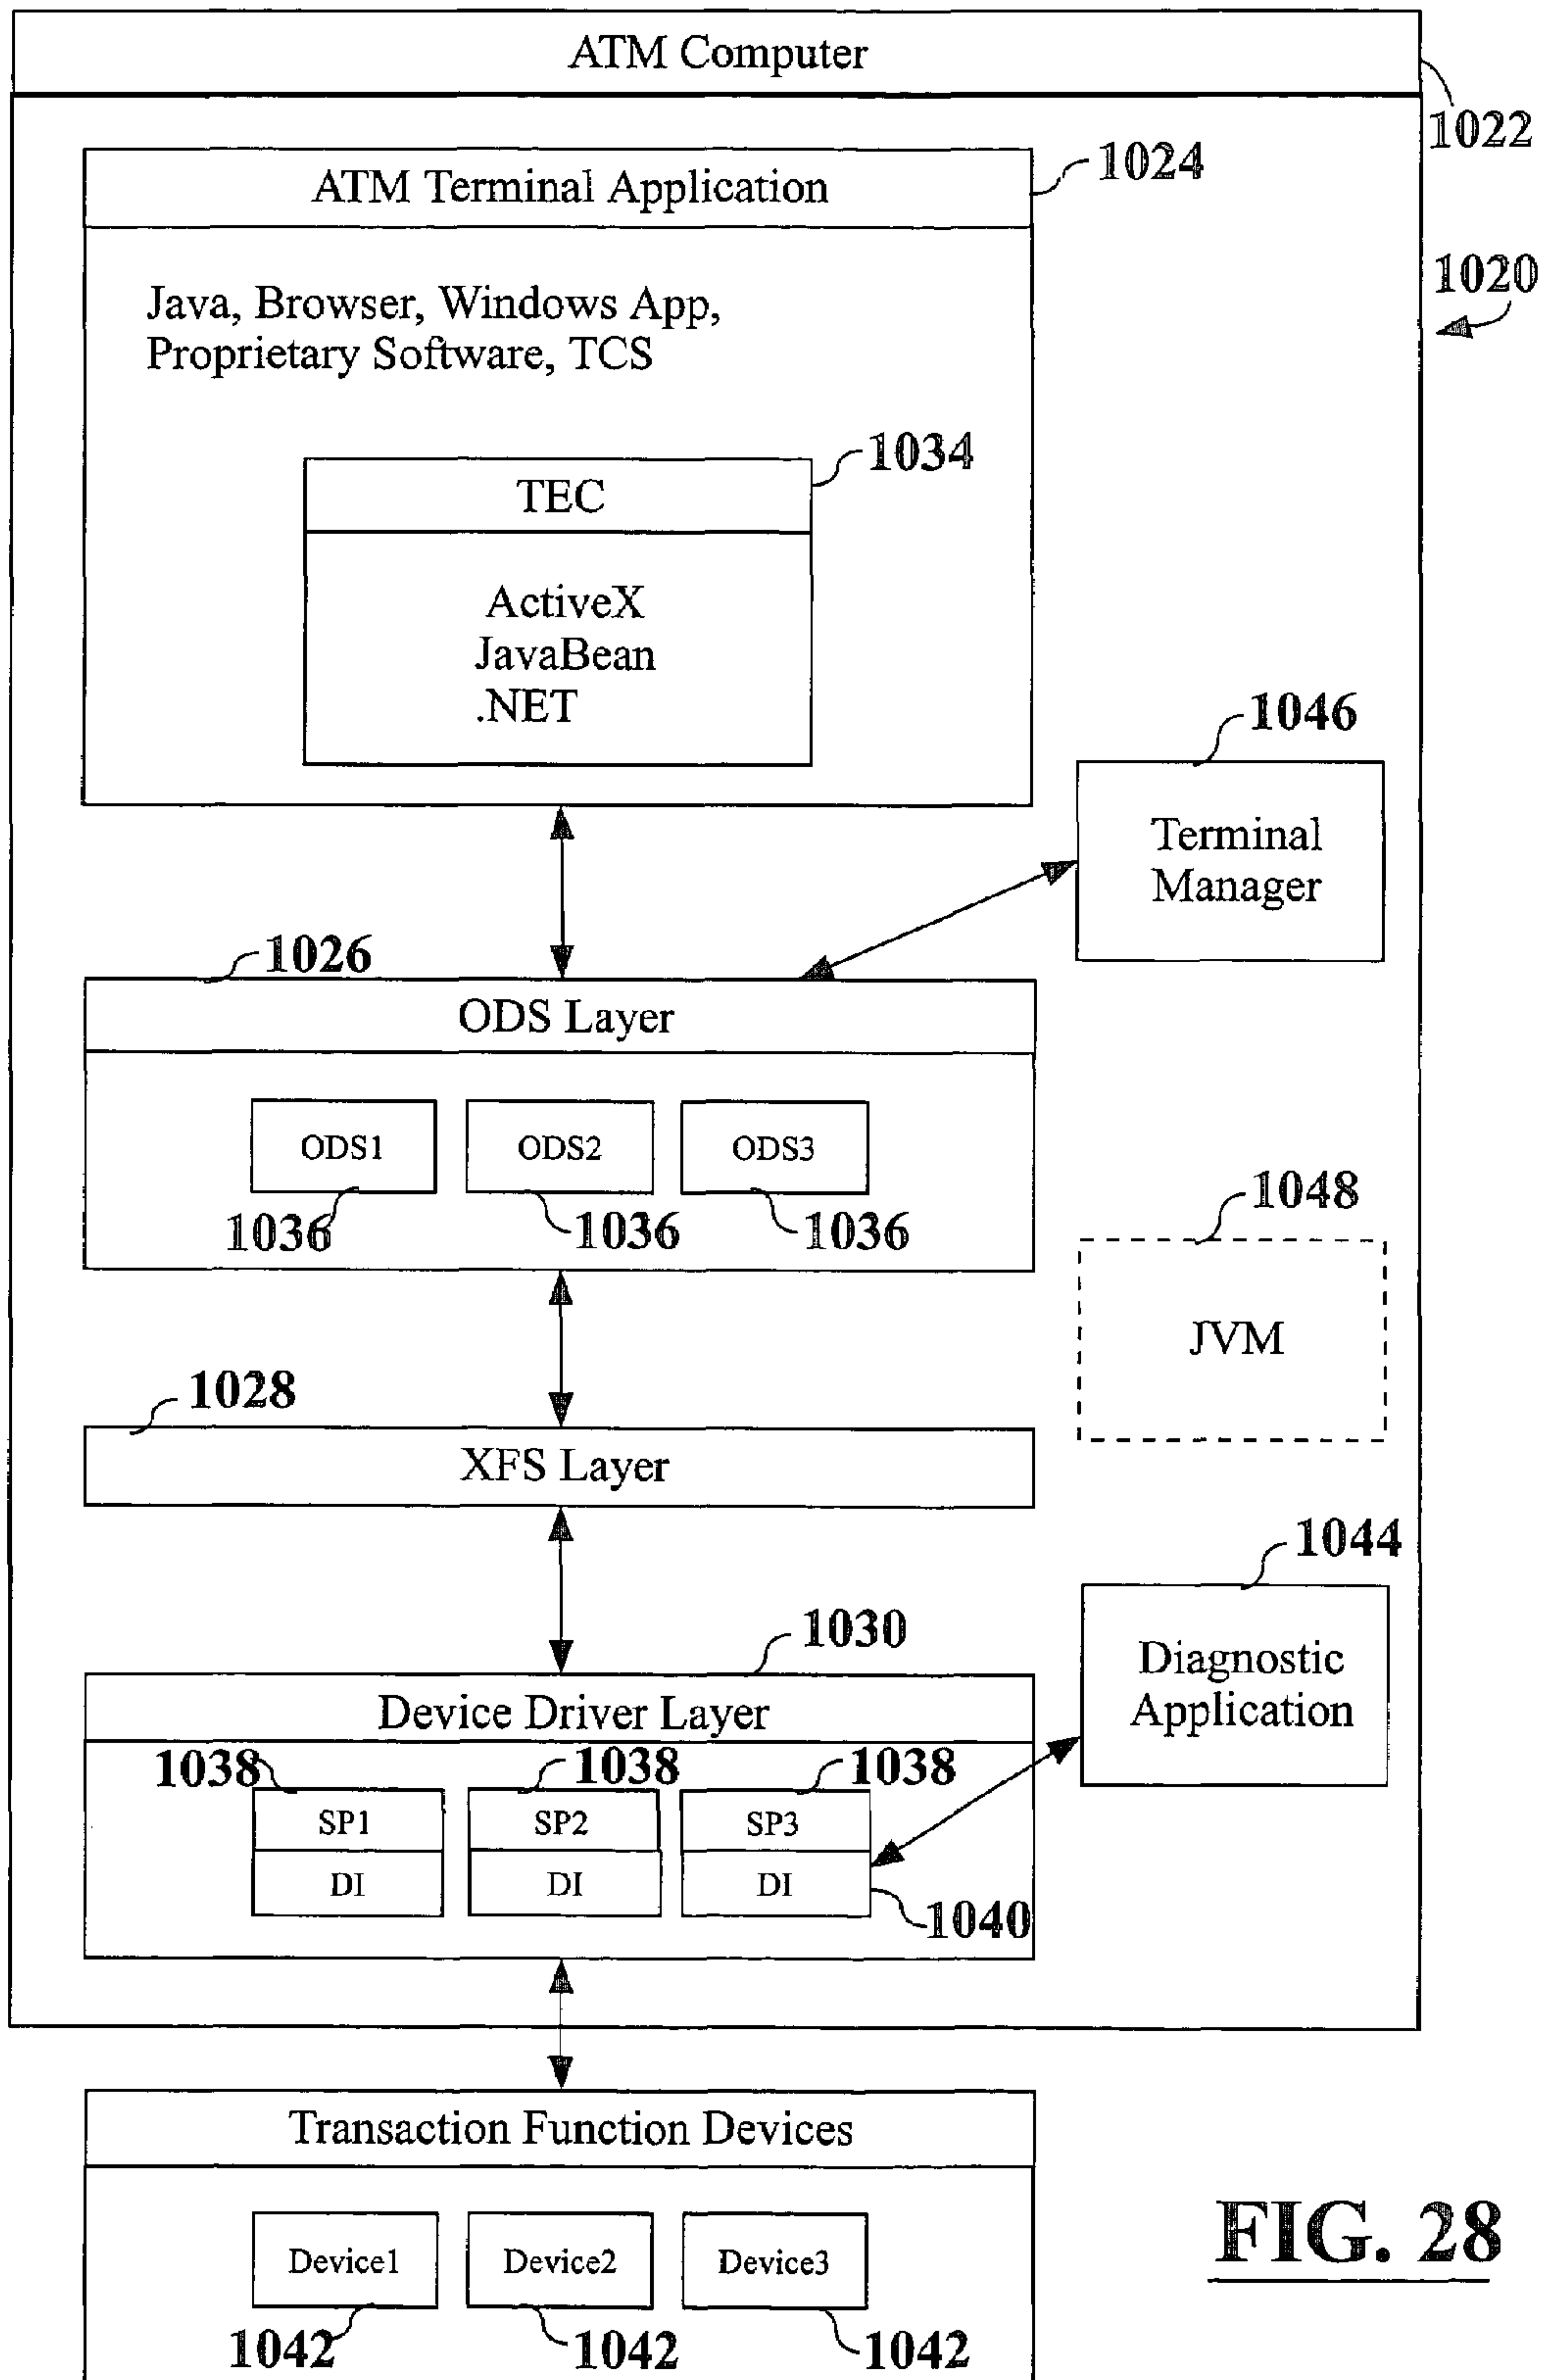 ATM Computer
1022
ATM Terminal Application
1024
1020
Java, Browser, Windows App,
Proprietary Software, TCS
1034
TEC
ActiveX
JavaBean
.NET
1046
Terminal
Manager
1026
ODS Layer
ODS1 ODS2 ODS3
1036 1036 1036
1048
JVM
1028
XFS Layer
1044
Diagnostic
Application
1030
Device Driver Layer
1038 1038 1038
SP1 SP2 SP3
DI DI DI
1040
Transaction Function Devices
Device1 Device2 Device3
1042 1042 1042
FIG. 28